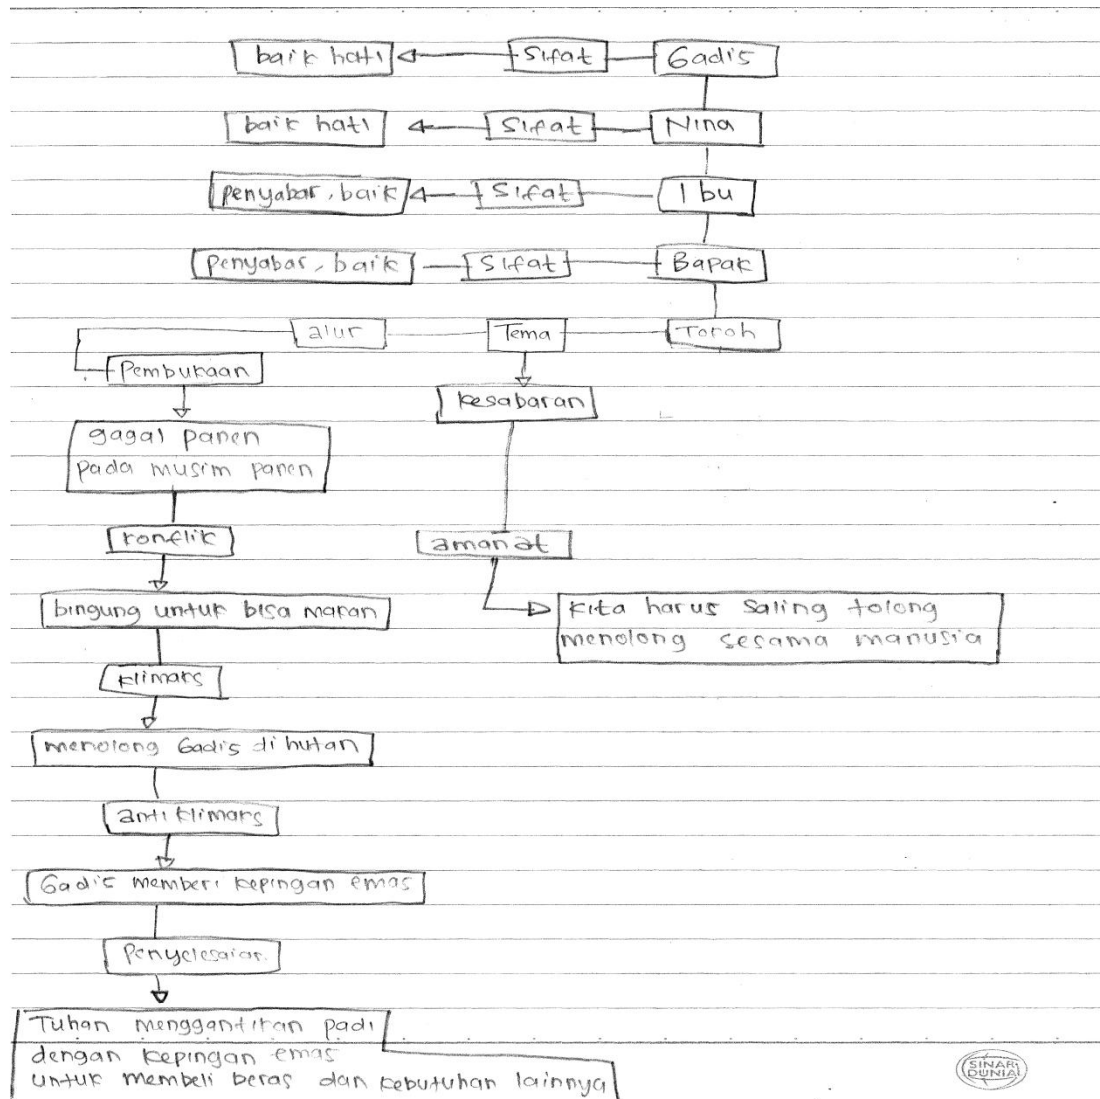 baik hati
Sifat
Gadis
baik hati
Sifat
Nina
penyabar, baik
Sifat
Ibu
Penyabar, baik
Sifat
Bapak
alur
Tema
Tokoh
Pembukaan
kesabaran
gagal panen
pada musim panen
konflik
amanat
bingung untuk bisa makan
kita harus saling tolong
menolong sesama manusia
klimaks
menolong Gadis di hutan
anti klimaks
Gadis memberi kepingan emas
Penyelesaian
Tuhan menggantikan padi
dengan kepingan emas
untuk membeli beras dan kebutuhan lainnya
SINAR
DUNIA